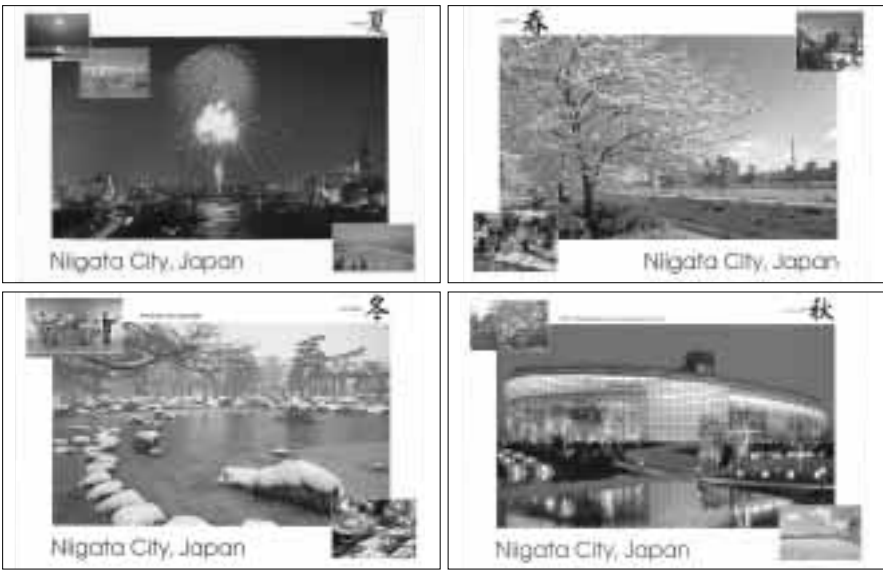 夏
Niigata City, Japan
春
Niigata City, Japan
冬
Niigata City, Japan
秋
Niigata City, Japan